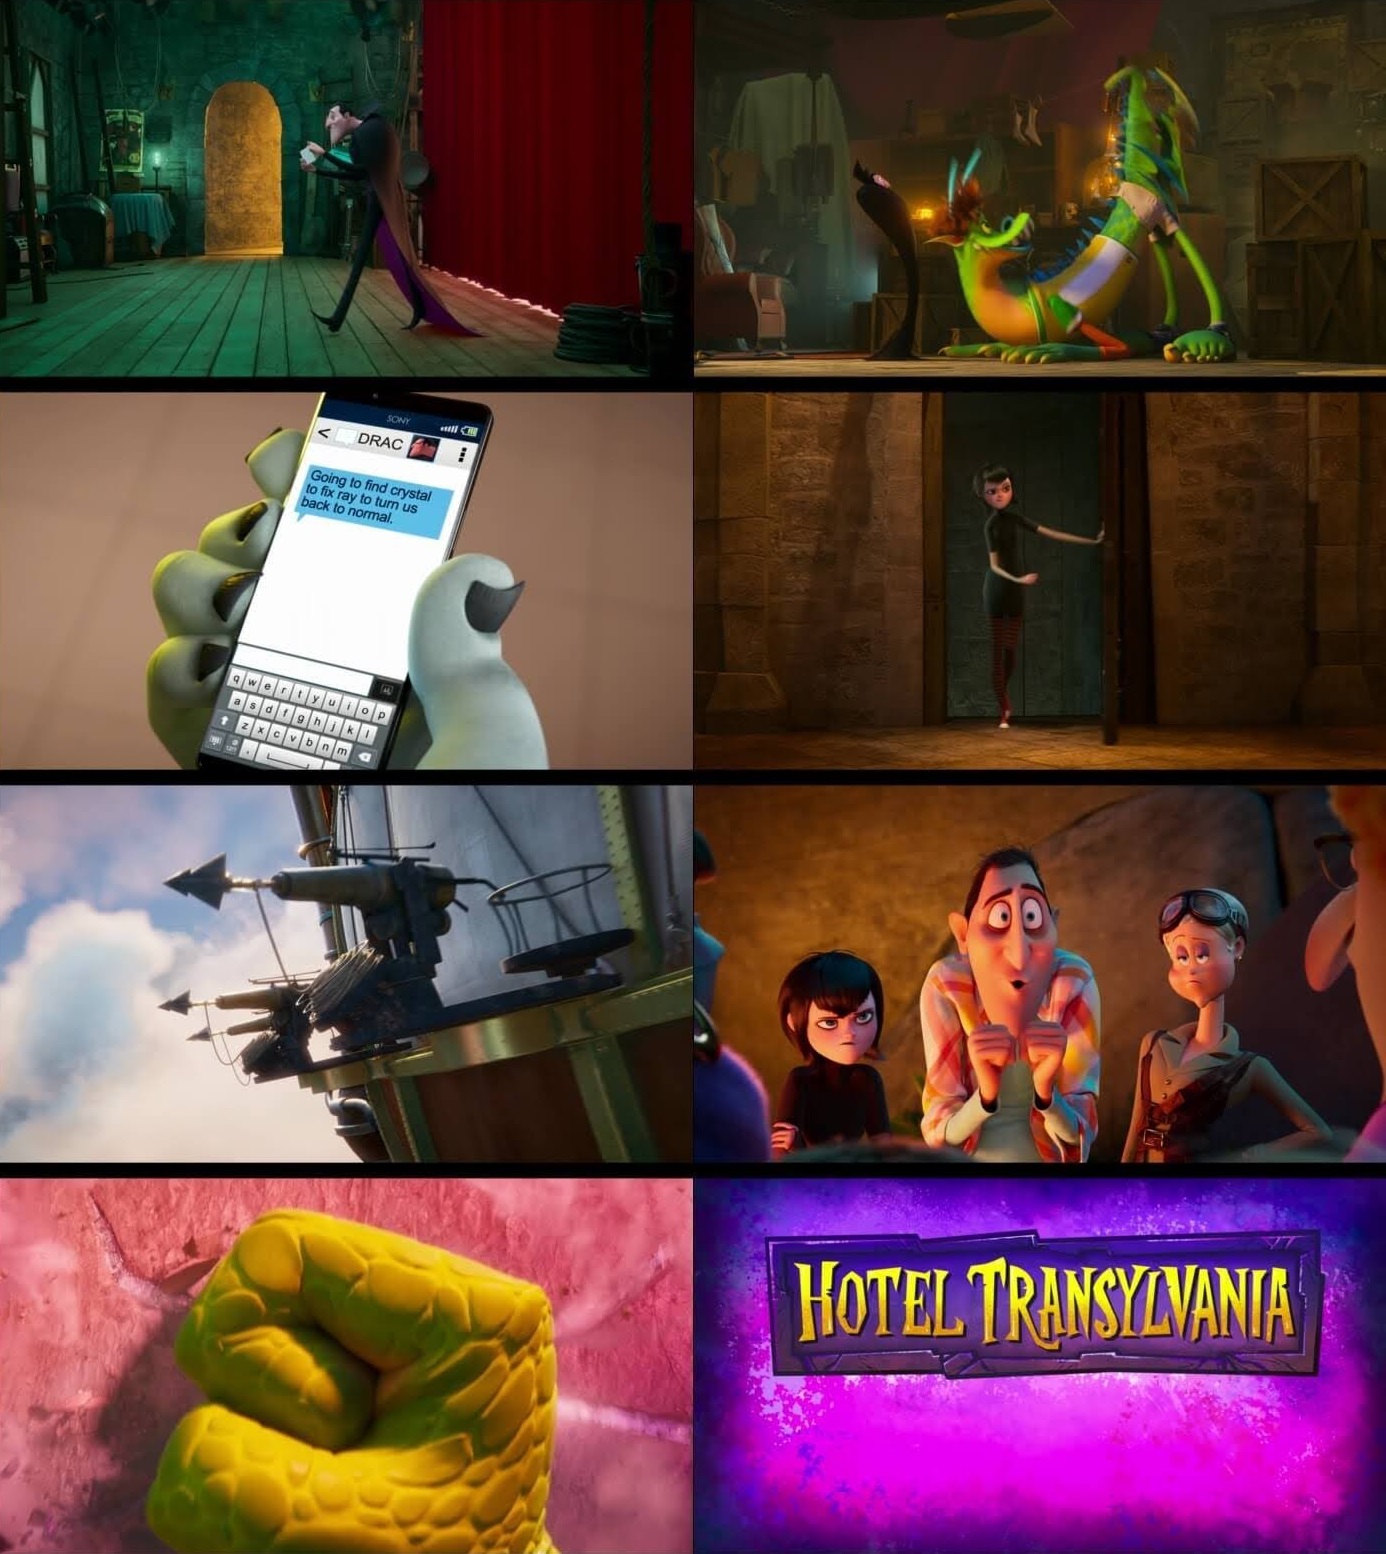 SONY
< DRAC
Going to find crystal
to fix ray to turn us
back to normal.
q w e r t y u i o p
a s d f g h j k l
z x c v b n m
HOTEL TRANSYLVANIA